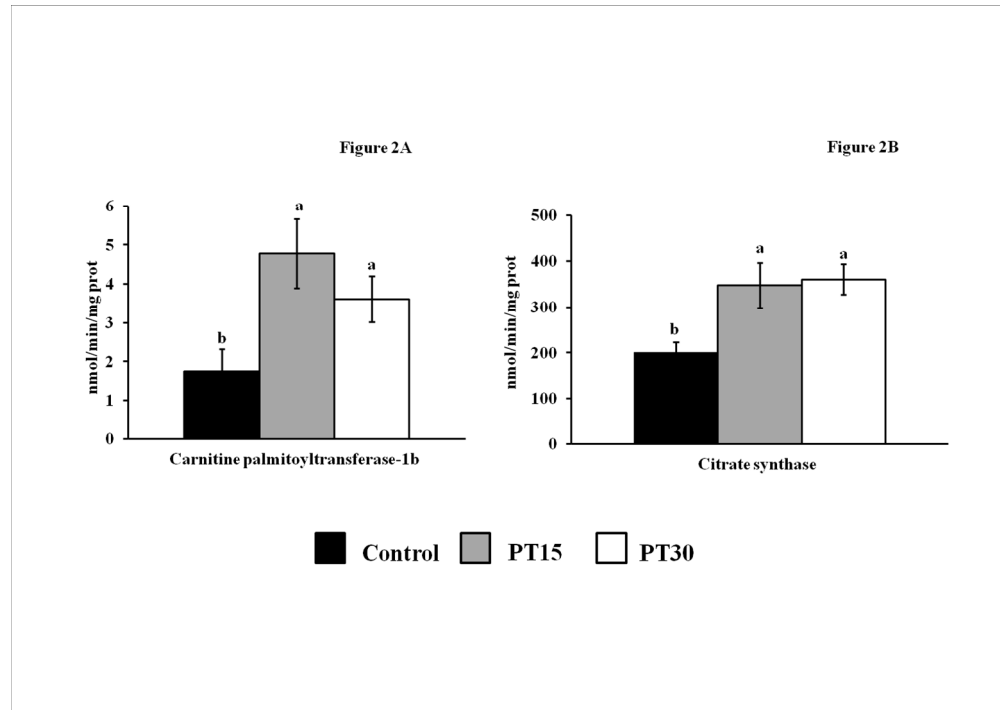 Figure 2A
Figure 2B
nmol/min/mg prot
6
5
4
3
2
1
0
b
a
a
Carnitine palmitoyltransferase-1b
nmol/min/mg prot
500
400
300
200
100
0
b
a
a
Citrate synthase
Control PT15 PT30